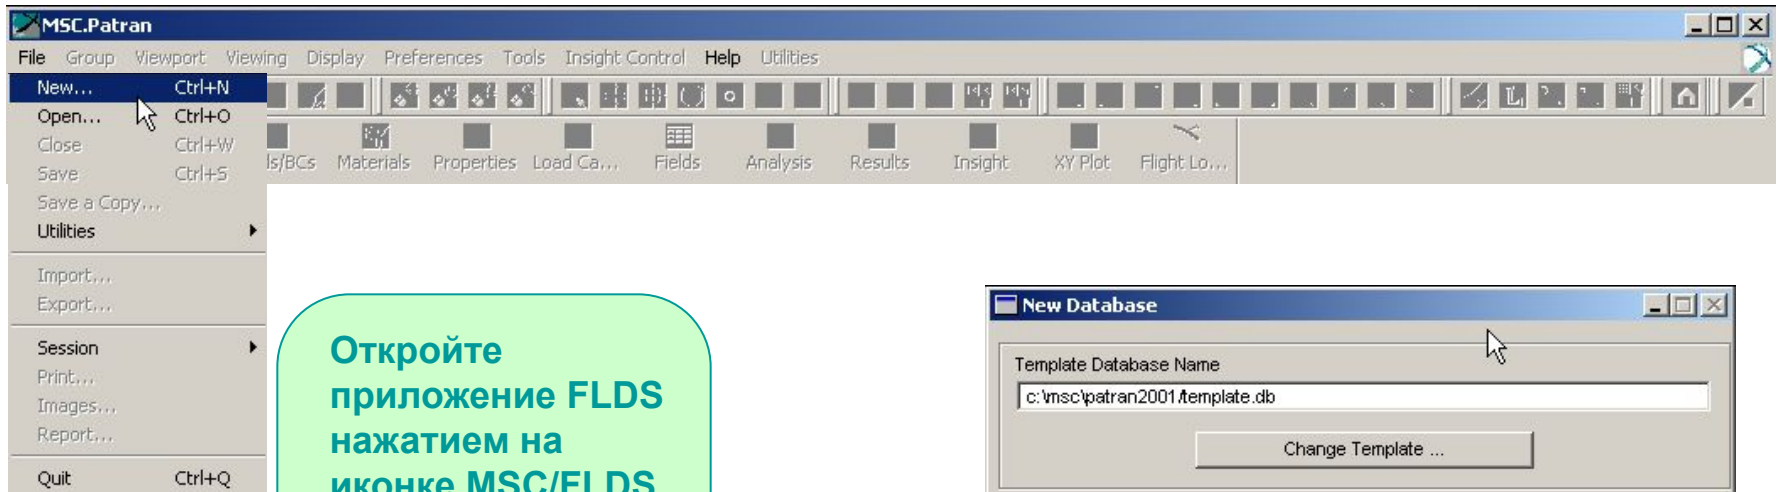 MSC.Patran
File Group Viewport Viewing Display Preferences Tools Insight Control Help Utilities
New... Ctrl+N
Open... Ctrl+O
Close Ctrl+W
Save Ctrl+S
Save a Copy...
Utilities
Import...
Export...
Session
Print...
Images...
Report...
Quit Ctrl+Q
ls/BCs Materials Properties Load Ca... Fields Analysis Results Insight XY Plot Flight Lo...
Откройте
приложение FLDS
нажатием на
иконке MSC/FLDS
New Database
Template Database Name
c:\msc\patran2001/template.db
Change Template ...